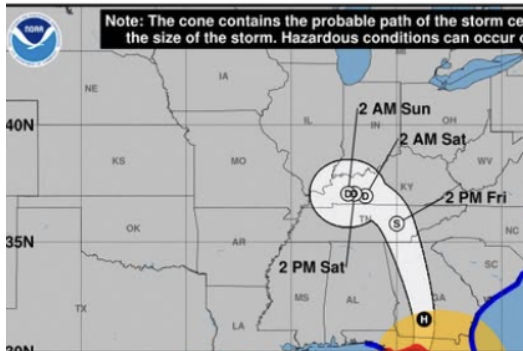 NOAA
Note: The cone contains the probable path of the storm ce
the size of the storm. Hazardous conditions can occur o
NE
IA
IL
IN
OH
2 AM Sun
40N
2 AM Sat
KS
MO
KY
WV
D
D
2 PM Fri
OK
AR
TN
S
NC
35N
2 PM Sat
SC
MS
AL
GA
TX
LA
H
30N